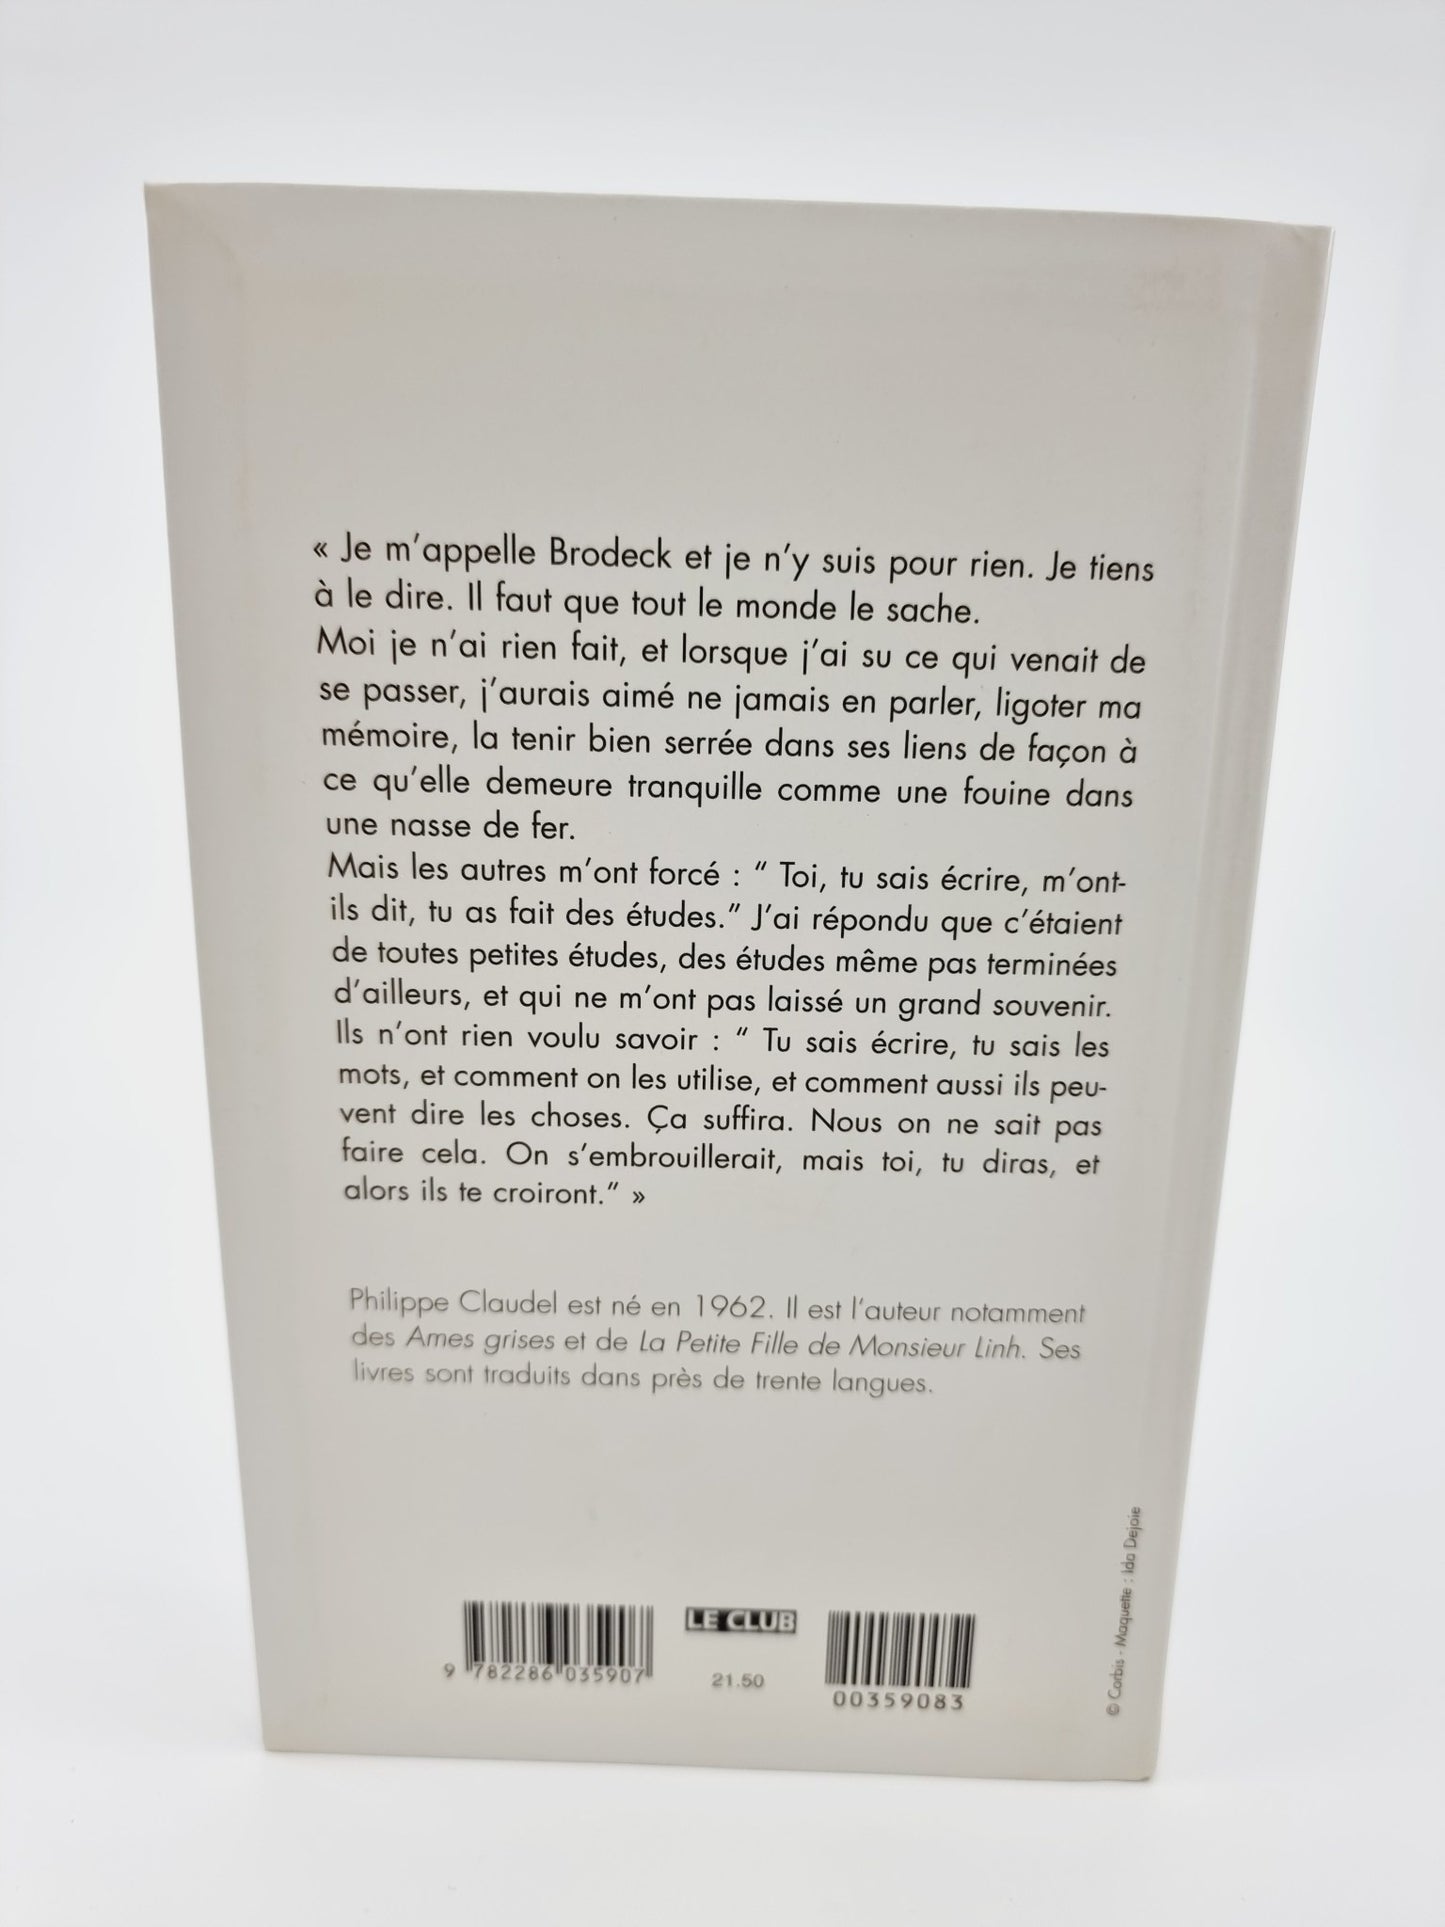 « Je m'appelle Brodeck et je n'y suis pour rien. Je tiens
à le dire. Il faut que tout le monde le sache.
Moi je n'ai rien fait, et lorsque j'ai su ce qui venait de
se passer, j'aurais aimé ne jamais en parler, ligoter ma
mémoire, la tenir bien serrée dans ses liens de façon à
ce qu'elle demeure tranquille comme une fouine dans
une nasse de fer.
Mais les autres m'ont forcé : " Toi, tu sais écrire, m'ont-
ils dit, tu as fait des études." J'ai répondu que c'étaient
de toutes petites études, des études même pas terminées
d'ailleurs, et qui ne m'ont pas laissé un grand souvenir.
Ils n'ont rien voulu savoir : " Tu sais écrire, tu sais les
mots, et comment on les utilise, et comment aussi ils peu-
vent dire les choses. Ça suffira. Nous on ne sait pas
faire cela. On s'embrouillerait, mais toi, tu diras, et
alors ils te croiront." »
Philippe Claudel est né en 1962. Il est l'auteur notamment
des Ames grises et de La Petite Fille de Monsieur Linh. Ses
livres sont traduits dans près de trente langues.
© Corbis - Maquette : Ida Dejoie
LE CLUB
9 782286 035907
21.50
00359083